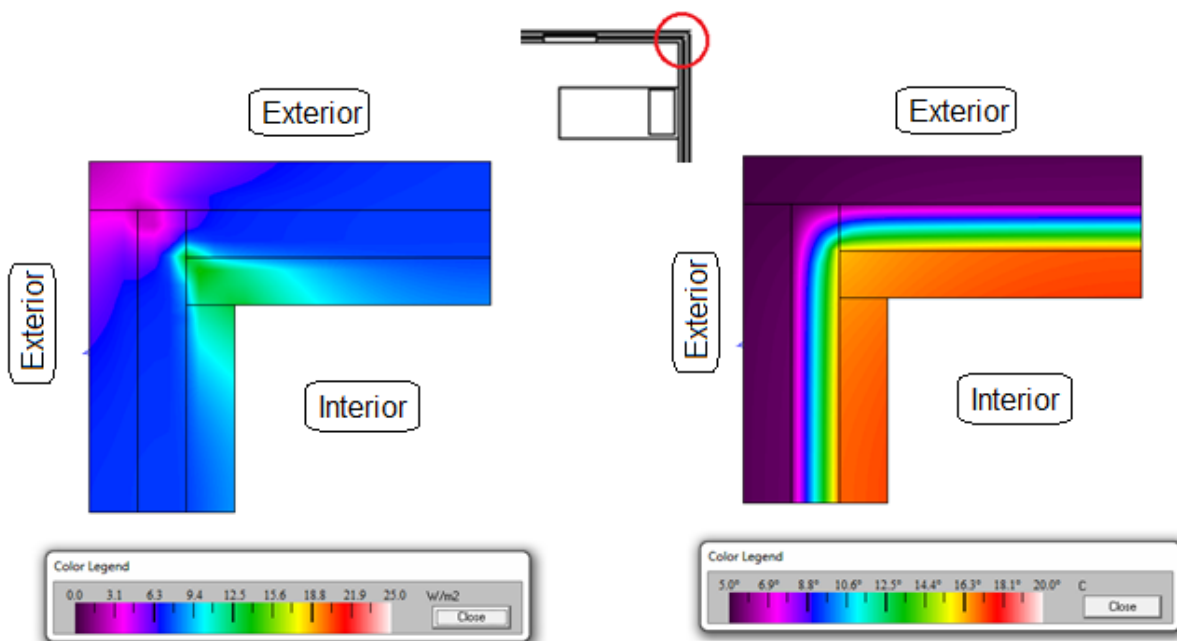 Exterior
Exterior
Exterior
Exterior
Interior
Interior
Color Legend
0.0 3.1 6.3 9.4 12.5 15.6 18.8 21.9 25.0 W/m2
Close
Color Legend
5.0° 6.9° 8.8° 10.6° 12.5° 14.4° 16.3° 18.1° 20.0° C
Close